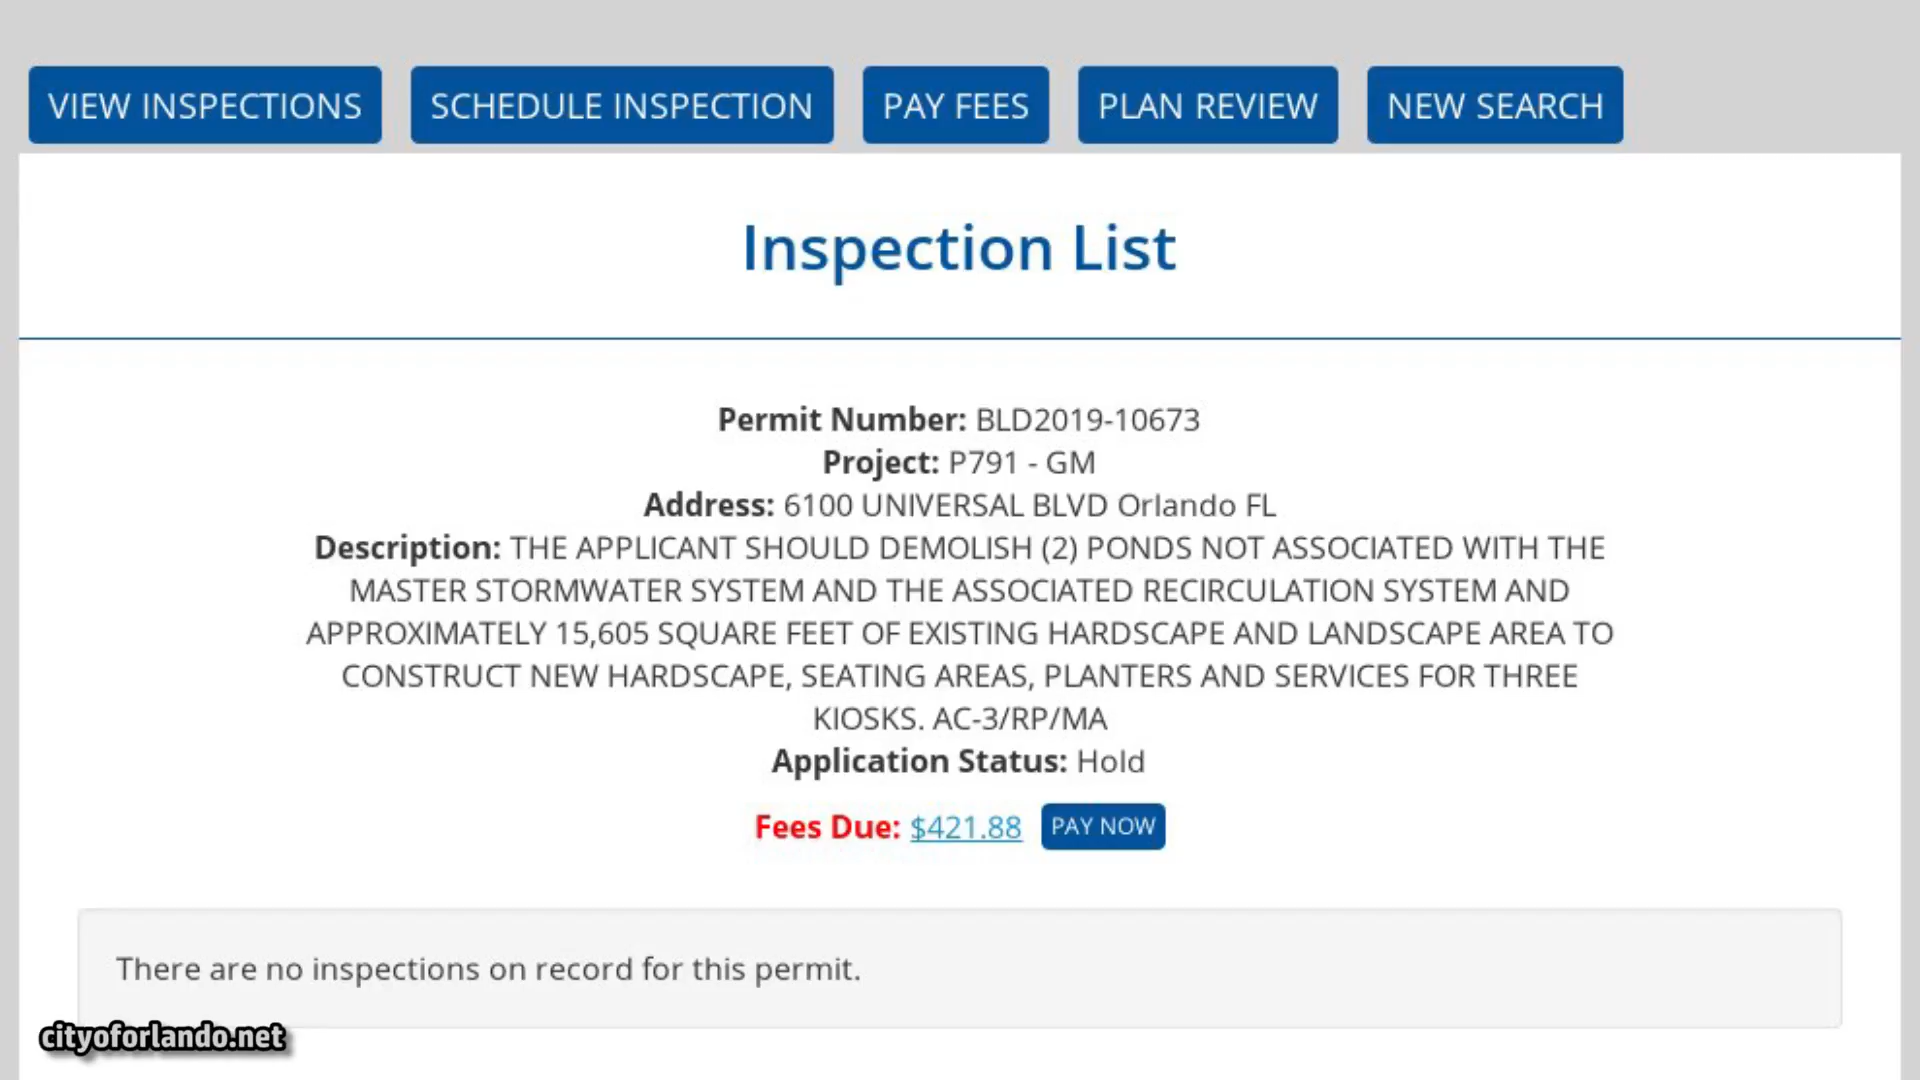 VIEW INSPECTIONS SCHEDULE INSPECTION PAY FEES PLAN REVIEW NEW SEARCH
Inspection List
Permit Number: BLD2019-10673
Project: P791 - GM
Address: 6100 UNIVERSAL BLVD Orlando FL
Description: THE APPLICANT SHOULD DEMOLISH (2) PONDS NOT ASSOCIATED WITH THE
MASTER STORMWATER SYSTEM AND THE ASSOCIATED RECIRCULATION SYSTEM AND
APPROXIMATELY 15,605 SQUARE FEET OF EXISTING HARDSCAPE AND LANDSCAPE AREA TO
CONSTRUCT NEW HARDSCAPE, SEATING AREAS, PLANTERS AND SERVICES FOR THREE
KIOSKS. AC-3/RP/MA
Application Status: Hold
Fees Due: $421.88 PAY NOW
There are no inspections on record for this permit.
cityoforlando.net